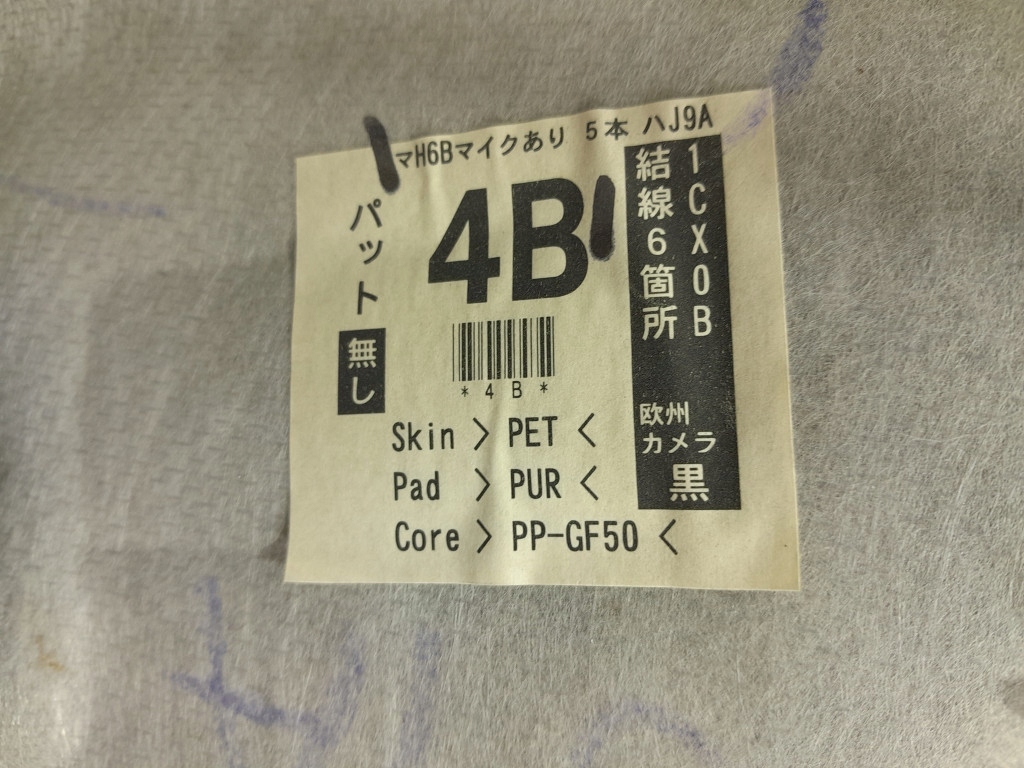 マH6Bマイクあり 5本 ハJ9A
パット
無し
4B
*4B*
結線6箇所
1CX0B
欧州
カメラ
黒
Skin > PET <
Pad > PUR <
Core > PP-GF50 <